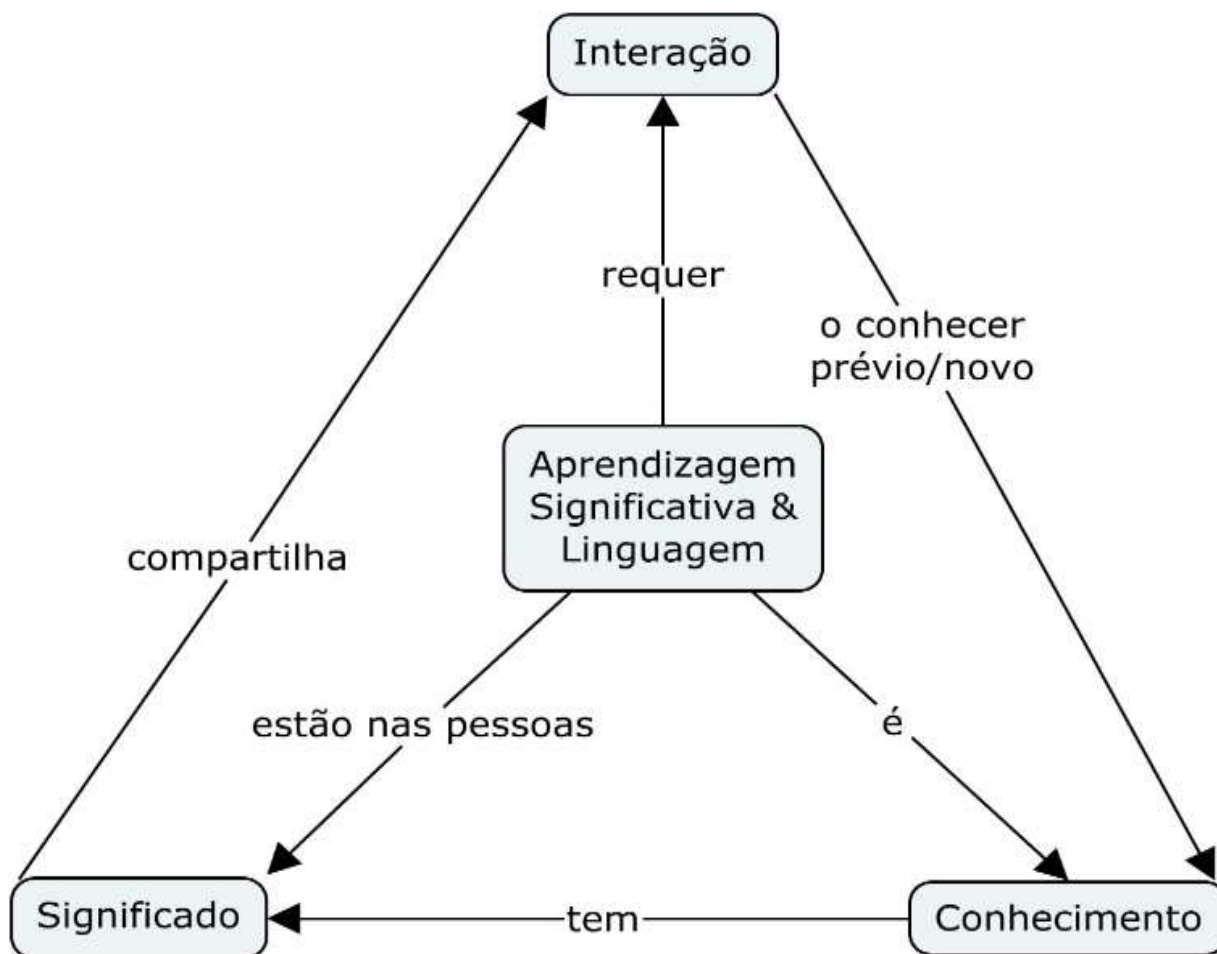 Interação
requer
o conhecer
prévio/novo
Aprendizagem
Significativa &
Linguagem
compartilha
estão nas pessoas
é
Significado
tem
Conhecimento